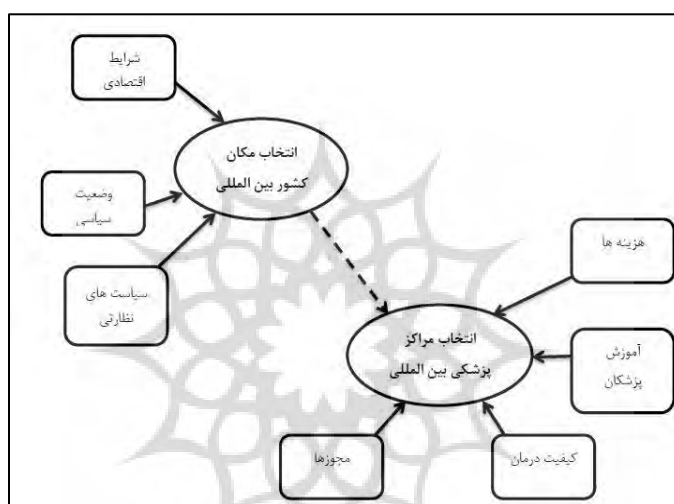 شرایط
اقتصادی
انتخاب مکان
کشور بین المللی
وضعیت
سیاسی
سیاست های
نظارتی
هزینه ها
انتخاب مراکز
پزشکی بین المللی
آموزش
پزشکان
مجوزها
کیفیت درمان